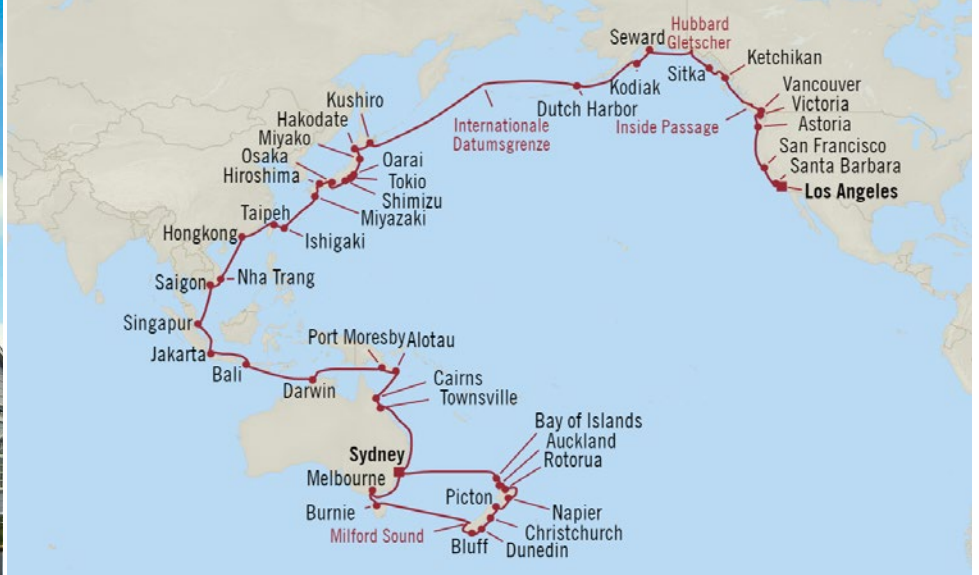 Hubbard
Gletscher
Seward
Ketchikan
Sitka
Kodiak
Vancouver
Dutch Harbor
Victoria
Kushiro
Inside Passage
Astoria
Internationale
Datumsgrenze
Hakodate
Miyako
San Francisco
Osaka
Oarai
Santa Barbara
Hiroshima
Tokio
Los Angeles
Shimizu
Miyazaki
Taipeh
Hongkong
Ishigaki
Nha Trang
Saigon
Singapur
Port Moresby
Alotau
Jakarta
Bali
Darwin
Cairns
Townsville
Bay of Islands
Auckland
Sydney
Rotorua
Melbourne
Picton
Burnie
Napier
Milford Sound
Christchurch
Bluff
Dunedin